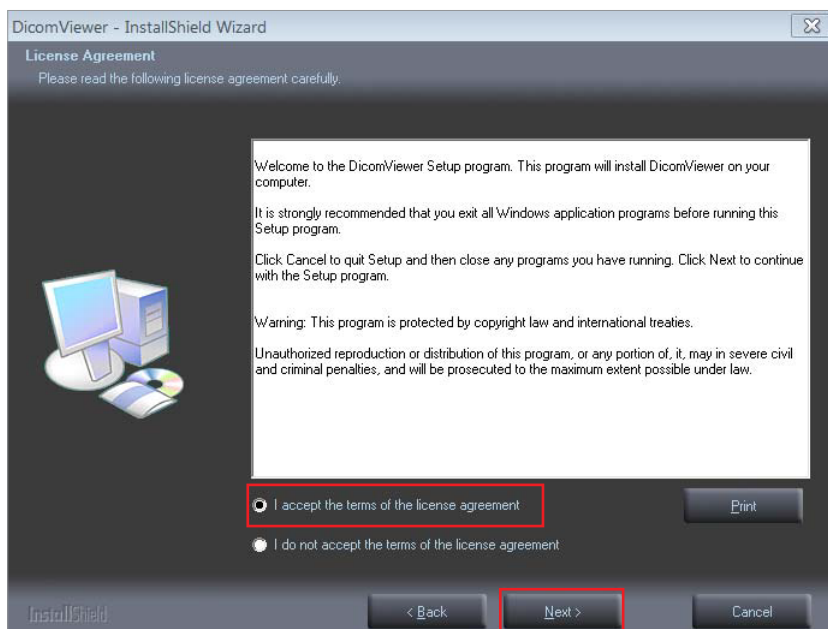 DicomViewer - InstallShield Wizard
License Agreement
Please read the following license agreement carefully.
Welcome to the DicomViewer Setup program. This program will install DicomViewer on your
computer.
It is strongly recommended that you exit all Windows application programs before running this
Setup program.
Click Cancel to quit Setup and then close any programs you have running. Click Next to continue
with the Setup program.
Warning: This program is protected by copyright law and international treaties.
Unauthorized reproduction or distribution of this program, or any portion of, it, may in severe civil
and criminal penalties, and will be prosecuted to the maximum extent possible under law.
I accept the terms of the license agreement
Print
I do not accept the terms of the license agreement
InstallShield
< Back
Next >
Cancel